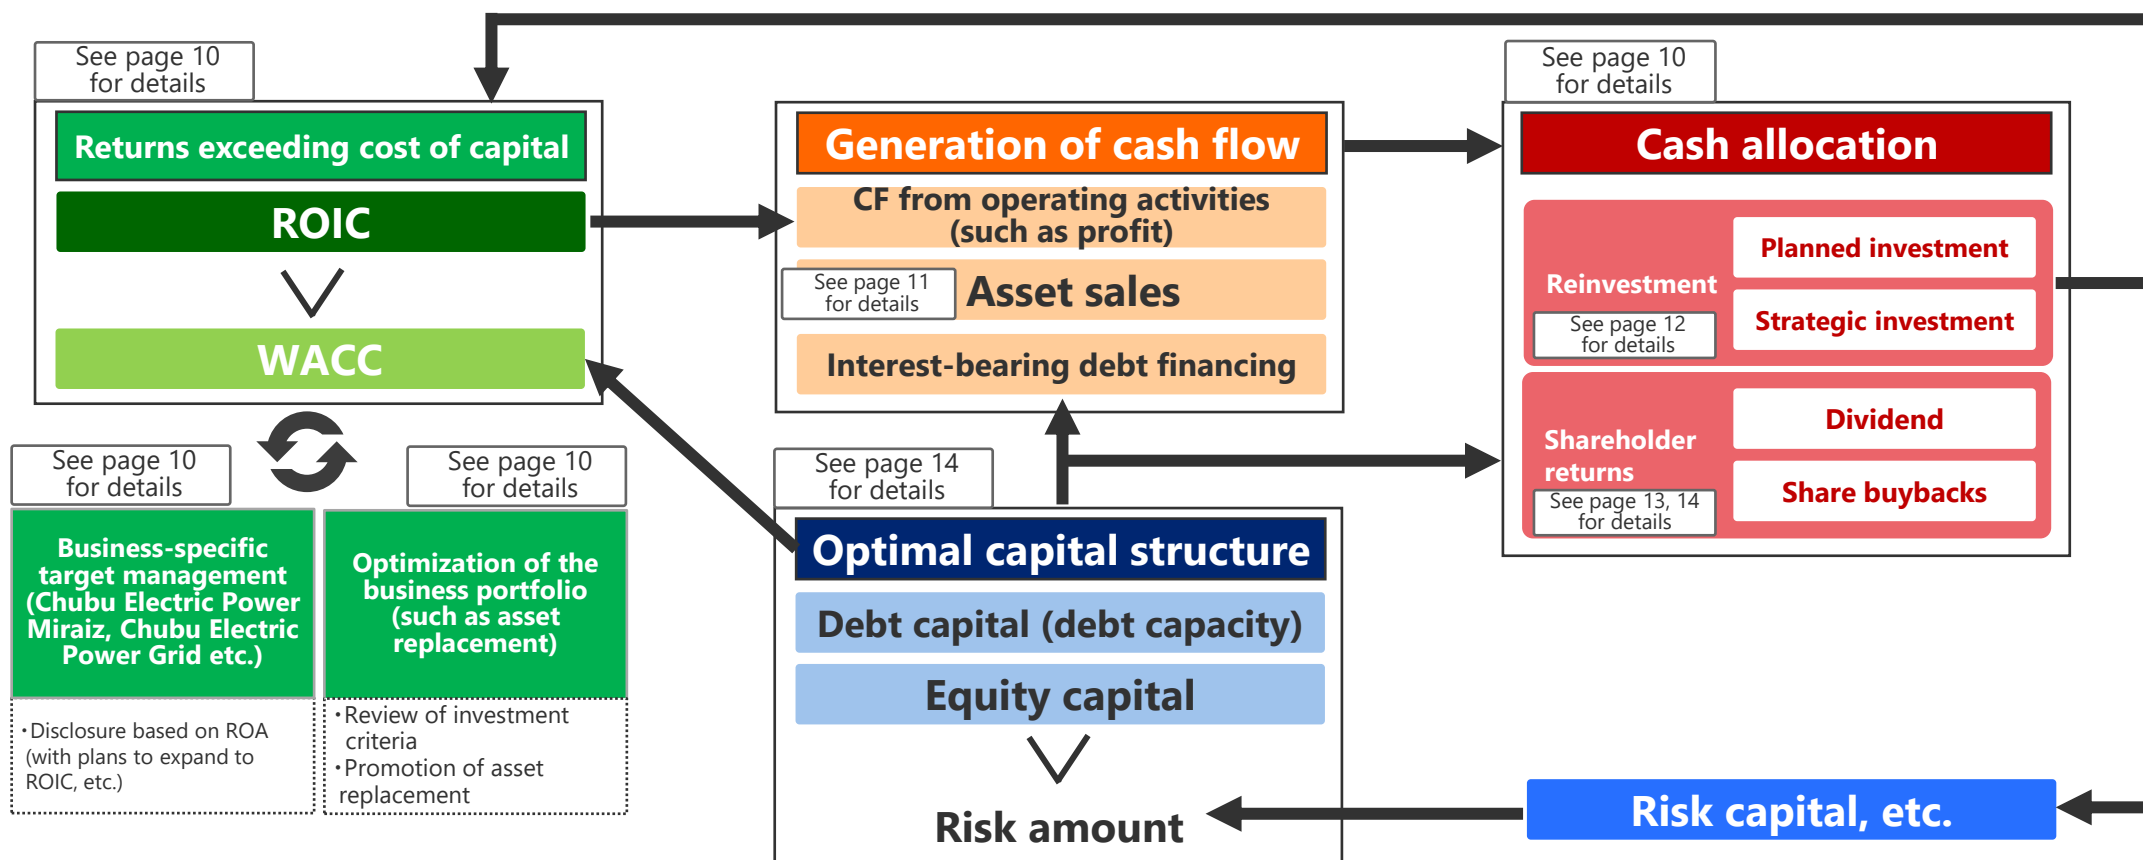 See page 10
for details
Returns exceeding cost of capital
ROIC
WACC
See page 10
for details
Business-specific
target management
(Chubu Electric Power
Miraiz, Chubu Electric
Power Grid etc.)
・Disclosure based on ROA
(with plans to expand to
ROIC, etc.)
See page 10
for details
Optimization of the
business portfolio
(such as asset
replacement)
・Review of investment
criteria
・Promotion of asset
replacement
Generation of cash flow
CF from operating activities
(such as profit)
See page 11
for details
Asset sales
Interest-bearing debt financing
See page 14
for details
Optimal capital structure
Debt capital (debt capacity)
Equity capital
Risk amount
See page 10
for details
Cash allocation
Reinvestment
See page 12
for details
Planned investment
Strategic investment
Shareholder
returns
See page 13, 14
for details
Dividend
Share buybacks
Risk capital, etc.